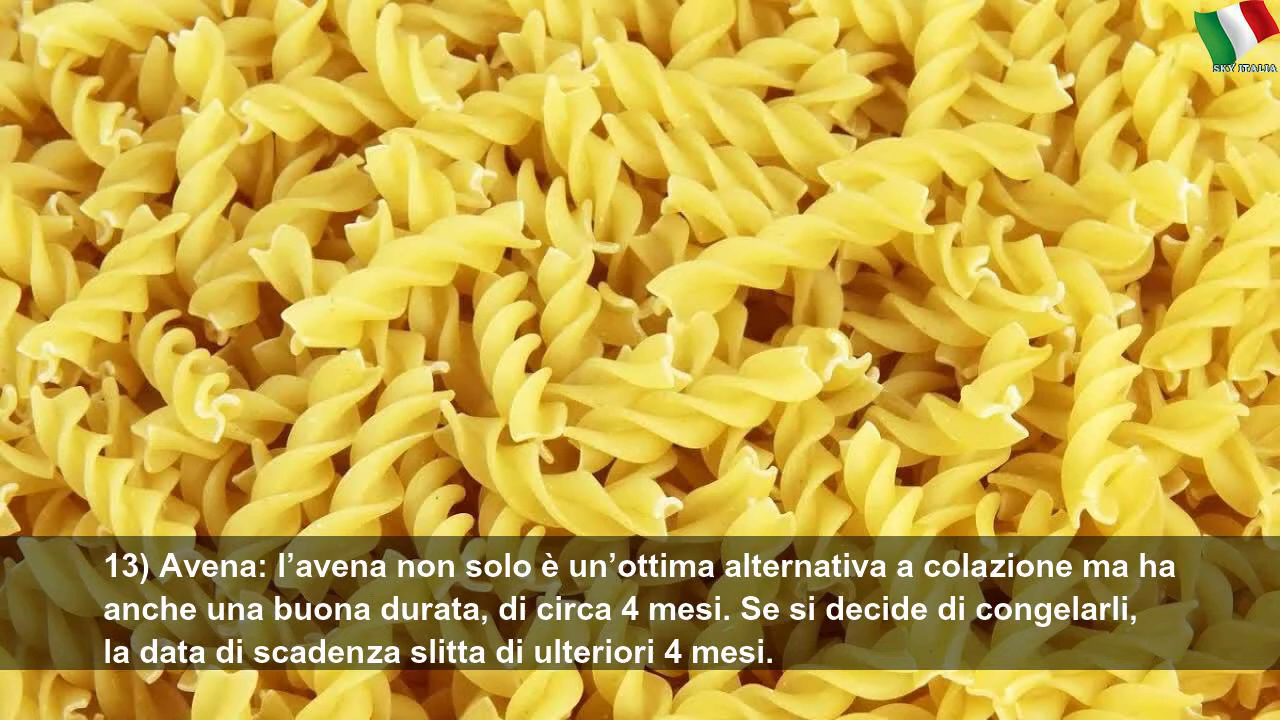 SKY ITALIA
13) Avena: l’avena non solo è un’ottima alternativa a colazione ma ha
anche una buona durata, di circa 4 mesi. Se si decide di congelarli,
la data di scadenza slitta di ulteriori 4 mesi.